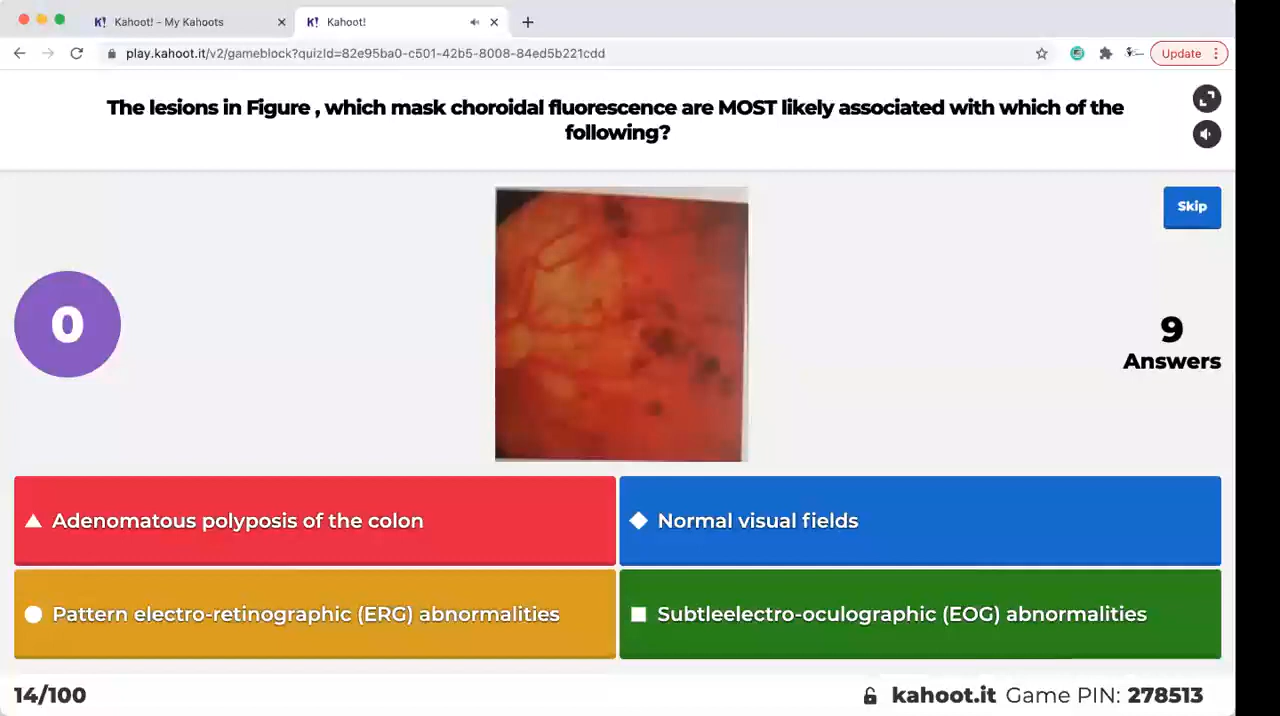 K! Kahoot! - My Kahoots
K! Kahoot!
play.kahoot.it/v2/gameblock?quizId=82e95ba0-c501-42b5-8008-84ed5b221cdd
Update
The lesions in Figure , which mask choroidal fluorescence are MOST likely associated with which of the
following?
Skip
0
9
Answers
Adenomatous polyposis of the colon
Normal visual fields
Pattern electro-retinographic (ERG) abnormalities
Subtleelectro-oculographic (EOG) abnormalities
14/100
kahoot.it Game PIN: 278513